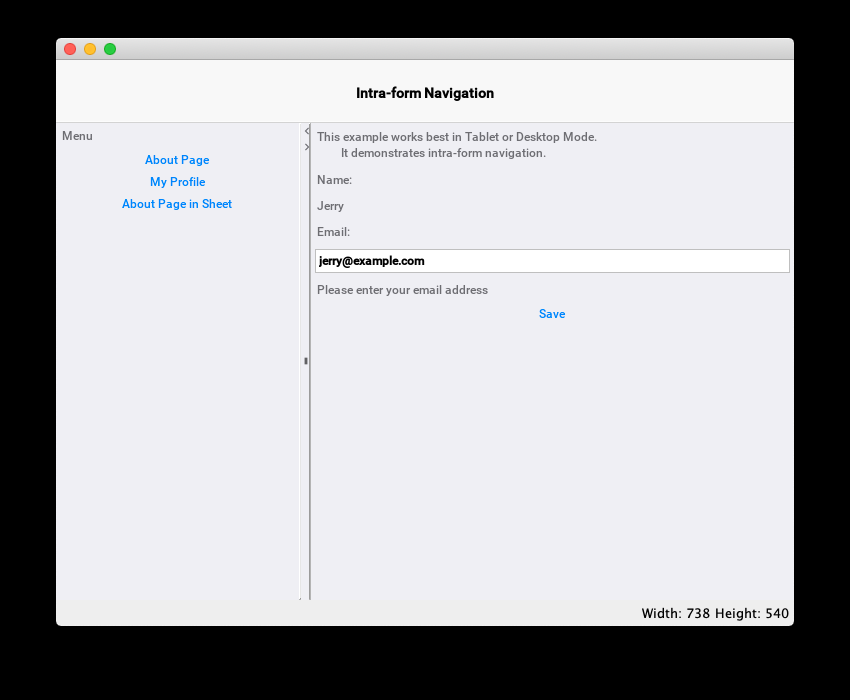 Intra-form Navigation
Menu
About Page
My Profile
About Page in Sheet
This example works best in Tablet or Desktop Mode.
It demonstrates intra-form navigation.
Name:
Jerry
Email:
jerry@example.com
Please enter your email address
Save
Width: 738 Height: 540